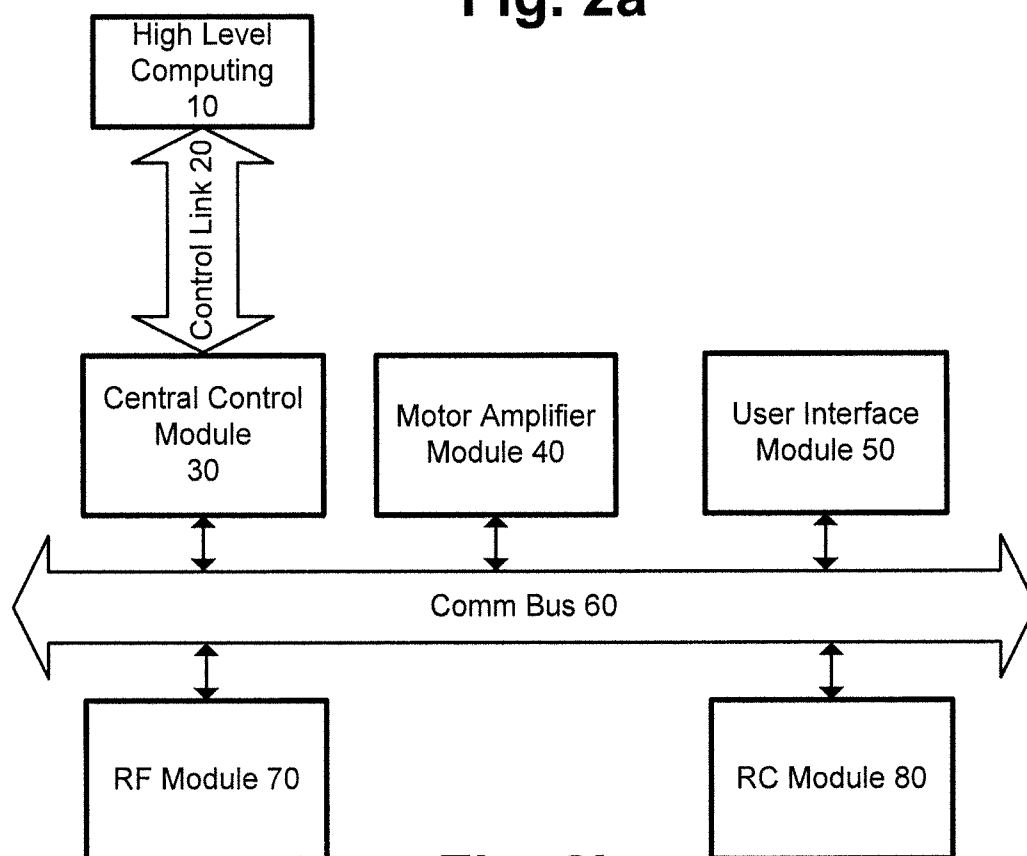 Fig. 2a
High Level
Computing
10
Control Link 20
Central Control
Module
30
Motor Amplifier
Module 40
User Interface
Module 50
Comm Bus 60
RF Module 70
RC Module 80